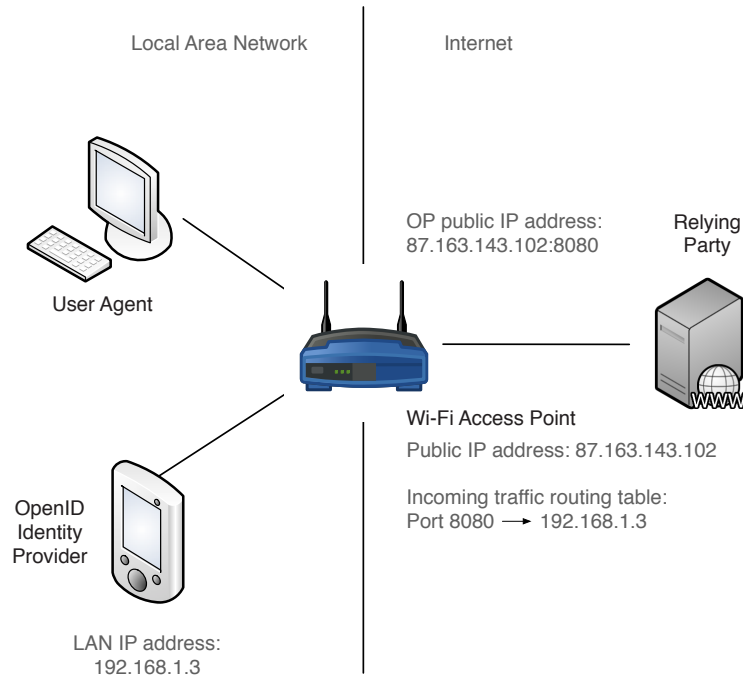 Local Area Network
Internet
OP public IP address:
87.163.143.102:8080
Relying
Party
User Agent
WWW
Wi-Fi Access Point
Public IP address: 87.163.143.102
Incoming traffic routing table:
Port 8080 → 192.168.1.3
OpenID
Identity
Provider
LAN IP address:
192.168.1.3